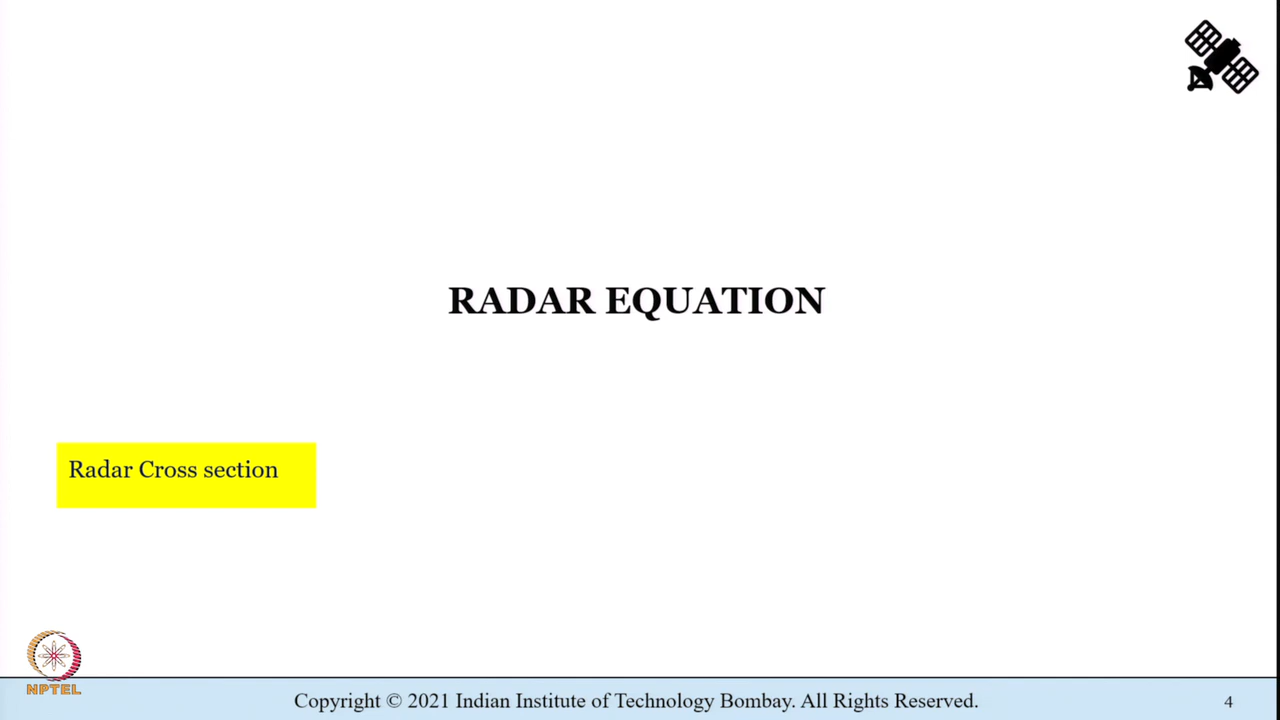 RADAR EQUATION
Radar Cross section
NPTEL
Copyright © 2021 Indian Institute of Technology Bombay. All Rights Reserved.
4